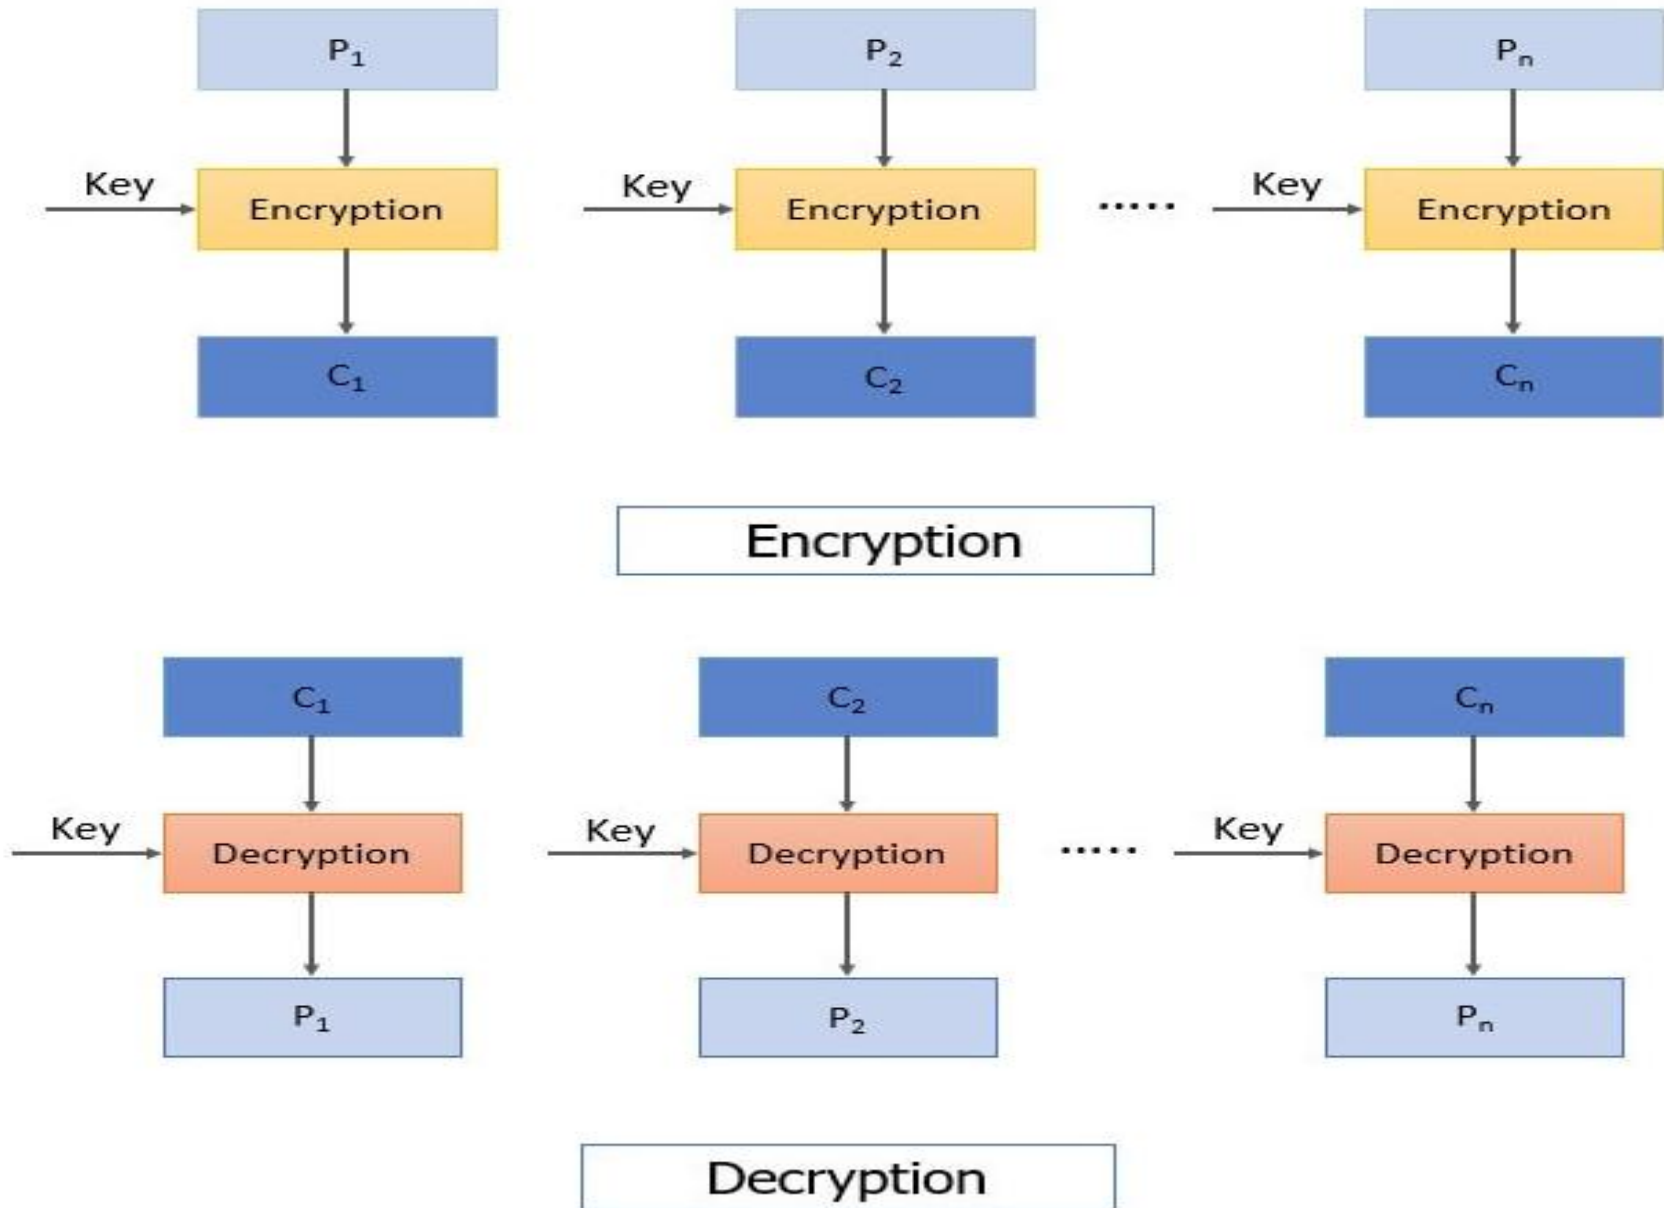 P₁ P₂ Pₙ
Key Key Key
Encryption Encryption ..... Encryption
C₁ C₂ Cₙ
Encryption
C₁ C₂ Cₙ
Key Key Key
Decryption Decryption ..... Decryption
P₁ P₂ Pₙ
Decryption